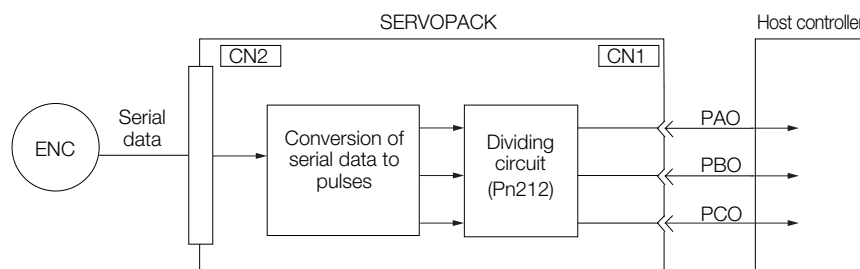 SERVOPACK
Host controller
CN2
CN1
ENC
Serial
data
Conversion of
serial data to
pulses
Dividing
circuit
(Pn212)
PAO
PBO
PCO